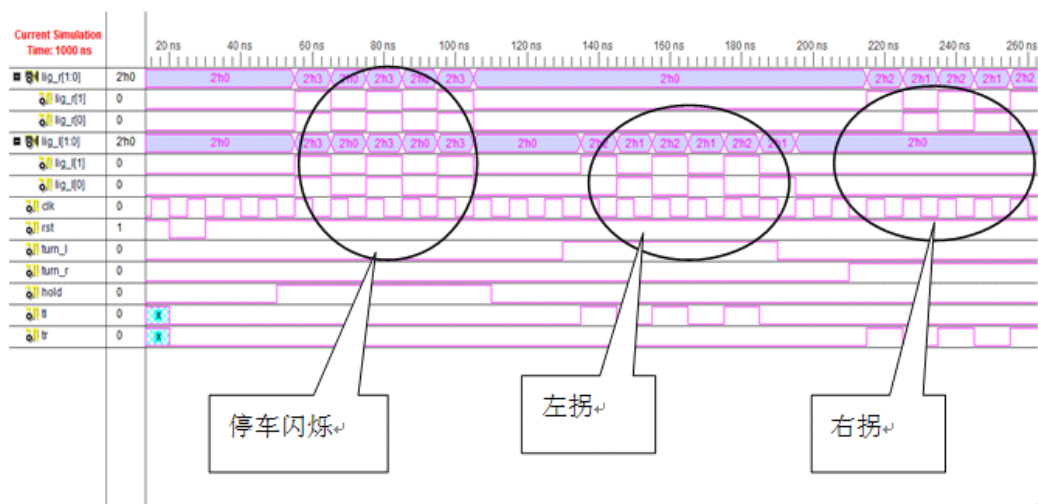 Current Simulation
Time: 1000 ns
20 ns 40 ns 60 ns 80 ns 100 ns 120 ns 140 ns 160 ns 180 ns 200 ns 220 ns 240 ns 260 ns
lig_r[1:0] 2'h0 2'h0 2'h3 2'h0 2'h3 2'h0 2'h3 2'h0 2'h2 2'h1 2'h2 2'h1 2'h2
lig_r[1] 0
lig_r[0] 0
lig_l[1:0] 2'h0 2'h0 2'h3 2'h0 2'h3 2'h0 2'h3 2'h0 2'h2 2'h1 2'h2 2'h1 2'h2 2'h1 2'h0
lig_l[1] 0
lig_l[0] 0
clk 0
rst 1
turn_l 0
turn_r 0
hold 0
tl 0 X
tr 0 X
停车闪烁
左拐
右拐